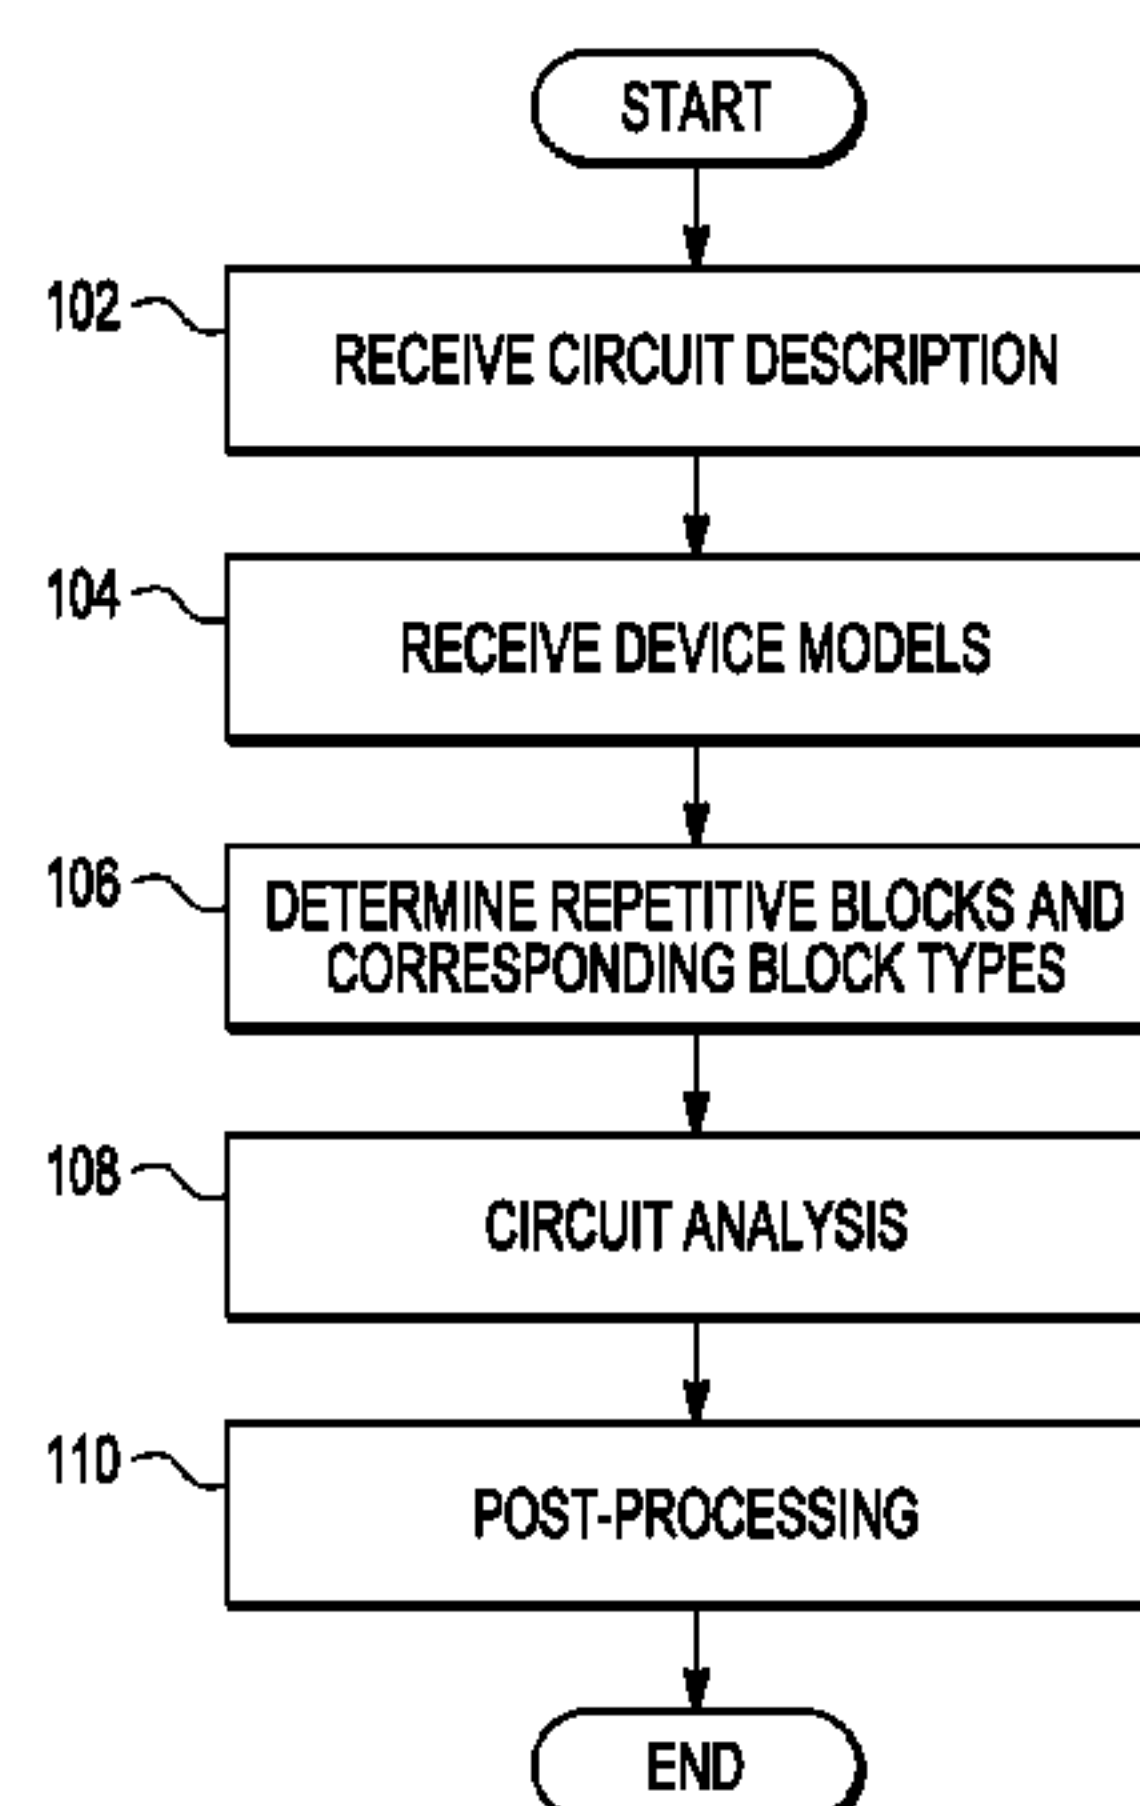 START
102
RECEIVE CIRCUIT DESCRIPTION
104
RECEIVE DEVICE MODELS
106
DETERMINE REPETITIVE BLOCKS AND
CORRESPONDING BLOCK TYPES
108
CIRCUIT ANALYSIS
110
POST-PROCESSING
END